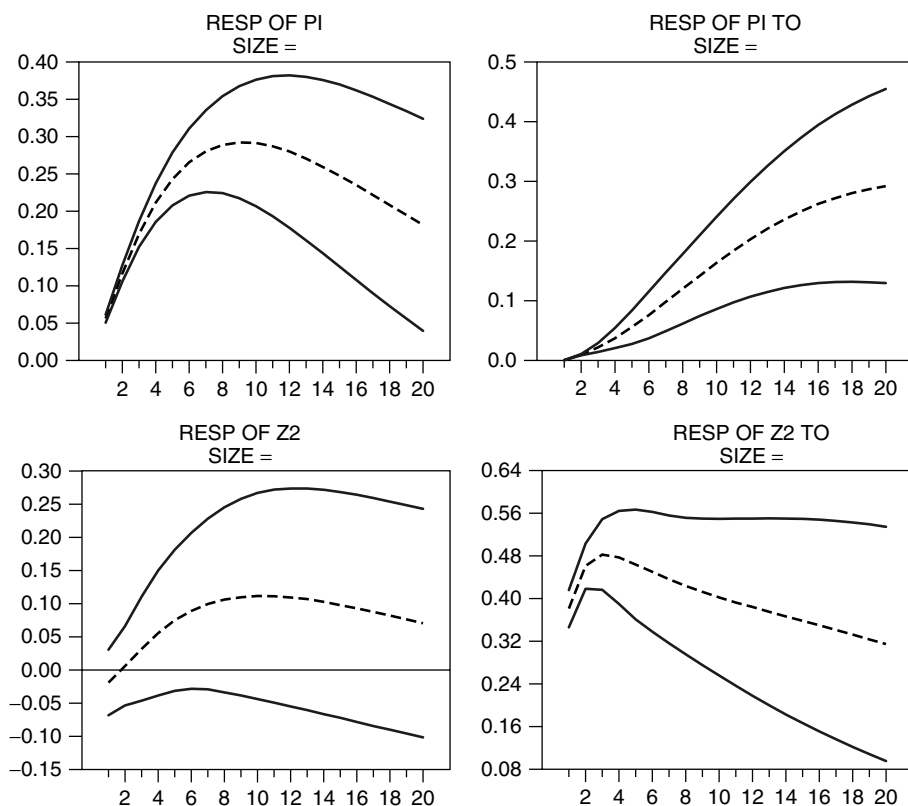 RESP OF PI
SIZE =
0.40
0.35
0.30
0.25
0.20
0.15
0.10
0.05
0.00
2 4 6 8 10 12 14 16 18 20
RESP OF PI TO
SIZE =
0.5
0.4
0.3
0.2
0.1
0.0
2 4 6 8 10 12 14 16 18 20
RESP OF Z2
SIZE =
0.30
0.25
0.20
0.15
0.10
0.05
0.00
−0.05
−0.10
−0.15
2 4 6 8 10 12 14 16 18 20
RESP OF Z2 TO
SIZE =
0.64
0.56
0.48
0.40
0.32
0.24
0.16
0.08
2 4 6 8 10 12 14 16 18 20